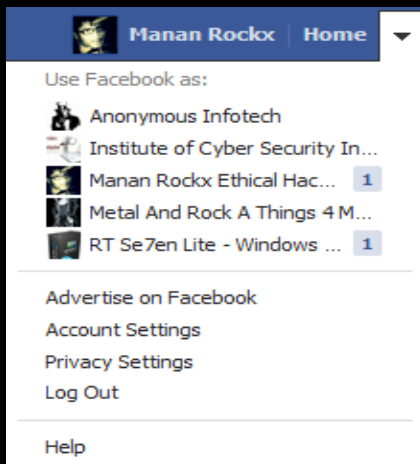 Manan Rockx Home
Use Facebook as:
Anonymous Infotech
Institute of Cyber Security In...
Manan Rockx Ethical Hac... 1
Metal And Rock A Things 4 M...
RT Se7en Lite - Windows ... 1
Advertise on Facebook
Account Settings
Privacy Settings
Log Out
Help